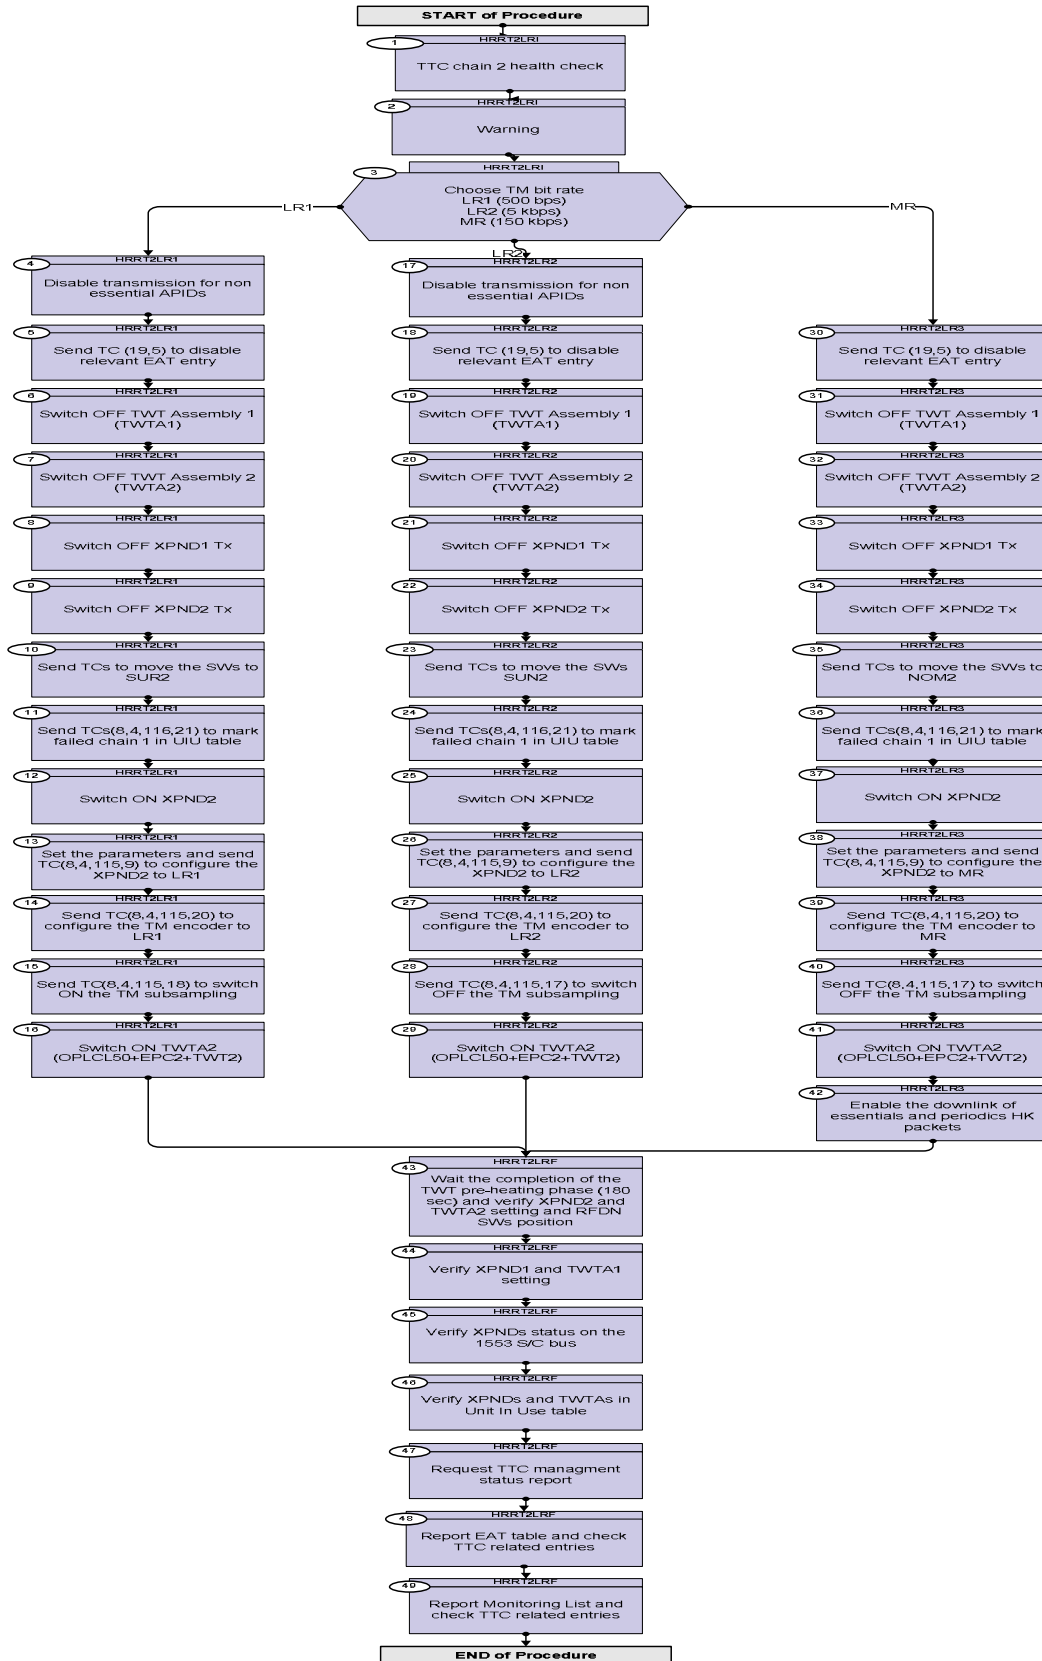 START of Procedure
1
HRRT2LRI
TTC chain 2 health check
2
HRRT2LRI
Warning
3
HRRT2LRI
Choose TM bit rate
LR1 (500 bps)
LR2 (5 kbps)
MR (150 kbps)
LR1
LR2
MR
4
HRRT2LR1
Disable transmission for non
essential APIDs
5
HRRT2LR1
Send TC (19,5) to disable
relevant EAT entry
6
HRRT2LR1
Switch OFF TWT Assembly 1
(TWTA1)
7
HRRT2LR1
Switch OFF TWT Assembly 2
(TWTA2)
8
HRRT2LR1
Switch OFF XPND1 Tx
9
HRRT2LR1
Switch OFF XPND2 Tx
10
HRRT2LR1
Send TCs to move the SWs to
SUR2
11
HRRT2LR1
Send TCs(8,4,116,21) to mark
failed chain 1 in UIU table
12
HRRT2LR1
Switch ON XPND2
13
HRRT2LR1
Set the parameters and send
TC(8,4,115,9) to configure the
XPND2 to LR1
14
HRRT2LR1
Send TC(8,4,115,20) to
configure the TM encoder to
LR1
15
HRRT2LR1
Send TC(8,4,115,18) to switch
ON the TM subsampling
16
HRRT2LR1
Switch ON TWTA2
(OPLCL50+EPC2+TWT2)
17
HRRT2LR2
Disable transmission for non
essential APIDs
18
HRRT2LR2
Send TC (19,5) to disable
relevant EAT entry
19
HRRT2LR2
Switch OFF TWT Assembly 1
(TWTA1)
20
HRRT2LR2
Switch OFF TWT Assembly 2
(TWTA2)
21
HRRT2LR2
Switch OFF XPND1 Tx
22
HRRT2LR2
Switch OFF XPND2 Tx
23
HRRT2LR2
Send TCs to move the SWs
SUN2
24
HRRT2LR2
Send TCs(8,4,116,21) to mark
failed chain 1 in UIU table
25
HRRT2LR2
Switch ON XPND2
26
HRRT2LR2
Set the parameters and send
TC(8,4,115,9) to configure the
XPND2 to LR2
27
HRRT2LR2
Send TC(8,4,115,20) to
configure the TM encoder to
LR2
28
HRRT2LR2
Send TC(8,4,115,17) to switch
OFF the TM subsampling
29
HRRT2LR2
Switch ON TWTA2
(OPLCL50+EPC2+TWT2)
30
HRRT2LR3
Send TC (19,5) to disable
relevant EAT entry
31
HRRT2LR3
Switch OFF TWT Assembly 1
(TWTA1)
32
HRRT2LR3
Switch OFF TWT Assembly 2
(TWTA2)
33
HRRT2LR3
Switch OFF XPND1 Tx
34
HRRT2LR3
Switch OFF XPND2 Tx
35
HRRT2LR3
Send TCs to move the SWs to
NOM2
36
HRRT2LR3
Send TCs(8,4,116,21) to mark
failed chain 1 in UIU table
37
HRRT2LR3
Switch ON XPND2
38
HRRT2LR3
Set the parameters and send
TC(8,4,115,9) to configure the
XPND2 to MR
39
HRRT2LR3
Send TC(8,4,115,20) to
configure the TM encoder to
MR
40
HRRT2LR3
Send TC(8,4,115,17) to switch
OFF the TM subsampling
41
HRRT2LR3
Switch ON TWTA2
(OPLCL50+EPC2+TWT2)
42
HRRT2LR3
Enable the downlink of
essentials and periodics HK
packets
43
HRRT2LRF
Wait the completion of the
TWT pre-heating phase (180
sec) and verify XPND2 and
TWTA2 setting and RFDN
SWs position
44
HRRT2LRF
Verify XPND1 and TWTA1
setting
45
HRRT2LRF
Verify XPNDs status on the
1553 S/C bus
46
HRRT2LRF
Verify XPNDs and TWTAs in
Unit In Use table
47
HRRT2LRF
Request TTC managment
status report
48
HRRT2LRF
Report EAT table and check
TTC related entries
49
HRRT2LRF
Report Monitoring List and
check TTC related entries
END of Procedure